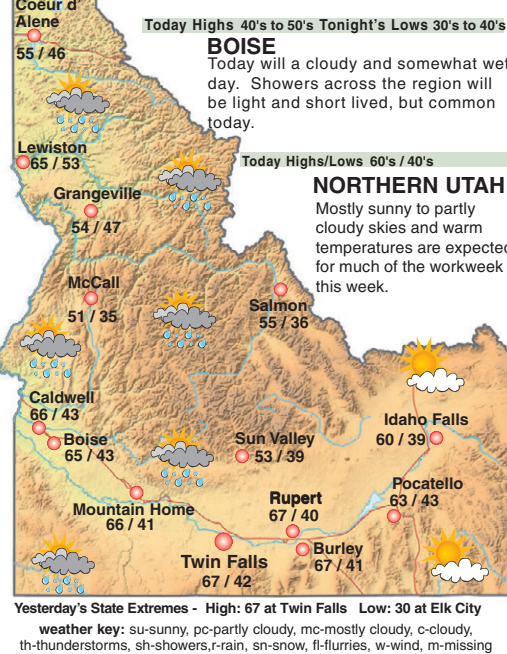 Coeur d'
Alene
55 / 46
Today Highs 40's to 50's Tonight's Lows 30's to 40's
BOISE
Today will a cloudy and somewhat wet
day. Showers across the region will
be light and short lived, but common
today.
Lewiston
65 / 53
Today Highs/Lows 60's / 40's
Grangeville
54 / 47
NORTHERN UTAH
Mostly sunny to partly
cloudy skies and warm
temperatures are expected
for much of the workweek
this week.
McCall
51 / 35
Salmon
55 / 36
Caldwell
66 / 43
Boise
65 / 43
Sun Valley
53 / 39
Idaho Falls
60 / 39
Mountain Home
66 / 41
Rupert
67 / 40
Pocatello
63 / 43
Twin Falls
67 / 42
Burley
67 / 41
Yesterday's State Extremes - High: 67 at Twin Falls Low: 30 at Elk City
weather key: su-sunny, pc-partly cloudy, mc-mostly cloudy, c-cloudy,
th-thunderstorms, sh-showers,r-rain, sn-snow, fl-flurries, w-wind, m-missing